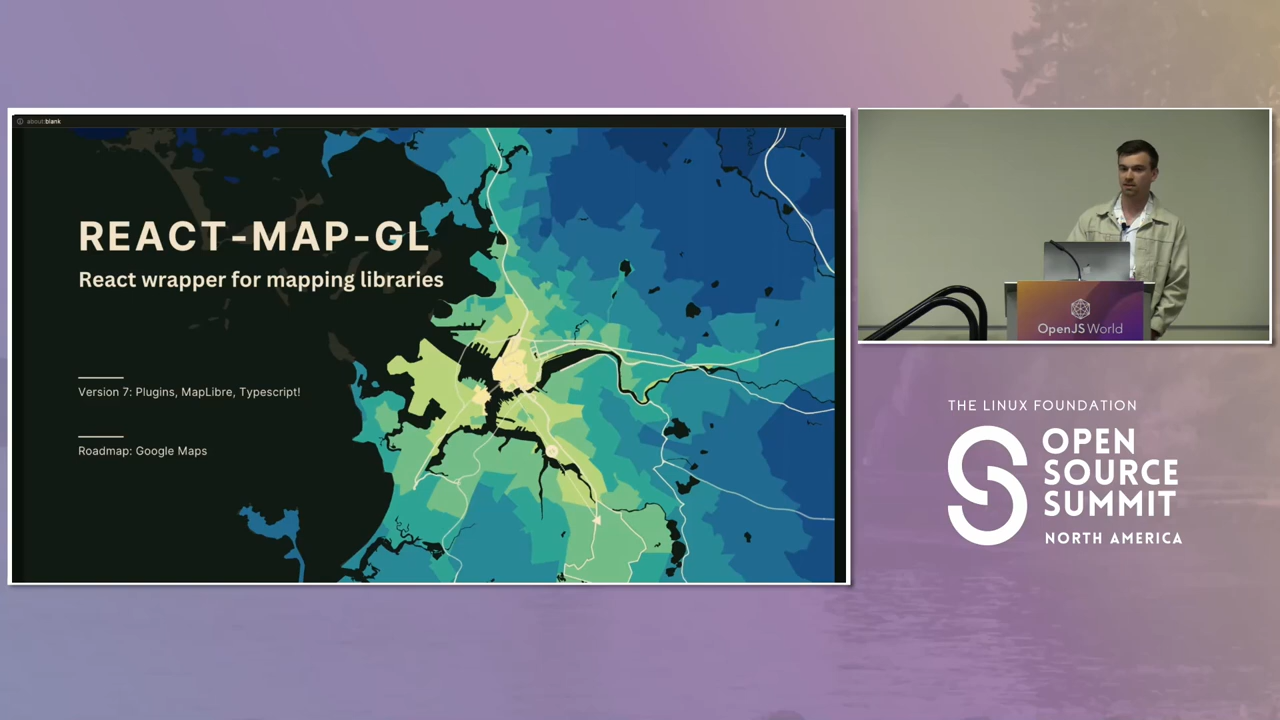 about:blank
REACT-MAP-GL
React wrapper for mapping libraries
Version 7: Plugins, MapLibre, Typescript!
Roadmap: Google Maps
OpenJS World
THE LINUX FOUNDATION
OPEN
SOURCE
SUMMIT
NORTH AMERICA